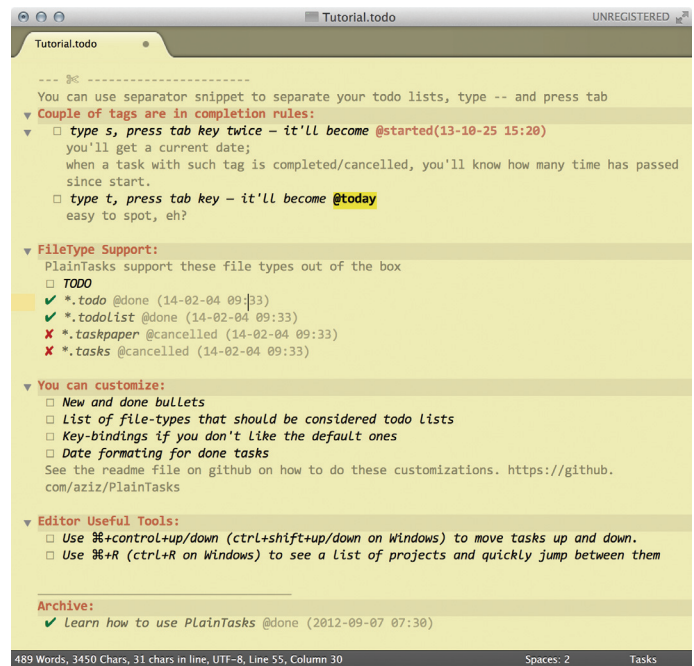 Tutorial.todo
UNREGISTERED
Tutorial.todo
--- ✄ -----------------------
You can use separator snippet to separate your todo lists, type -- and press tab
▼ Couple of tags are in completion rules:
▼ □ type s, press tab key twice – it'll become @started(13-10-25 15:20)
you'll get a current date;
when a task with such tag is completed/cancelled, you'll know how many time has passed
since start.
□ type t, press tab key – it'll become @today
easy to spot, eh?
▼ FileType Support:
PlainTasks support these file types out of the box
□ TODO
✔ *.todo @done (14-02-04 09:33)
✔ *.todolist @done (14-02-04 09:33)
✘ *.taskpaper @cancelled (14-02-04 09:33)
✘ *.tasks @cancelled (14-02-04 09:33)
▼ You can customize:
□ New and done bullets
□ List of file-types that should be considered todo lists
□ Key-bindings if you don't like the default ones
□ Date formating for done tasks
See the readme file on github on how to do these customizations. https://github.
com/aziz/PlainTasks
▼ Editor Useful Tools:
□ Use ⌘+control+up/down (ctrl+shift+up/down on Windows) to move tasks up and down.
□ Use ⌘+R (ctrl+R on Windows) to see a list of projects and quickly jump between them
Archive:
✔ Learn how to use PlainTasks @done (2012-09-07 07:30)
489 Words, 3450 Chars, 31 chars in line, UTF-8, Line 55, Column 30
Spaces: 2
Tasks